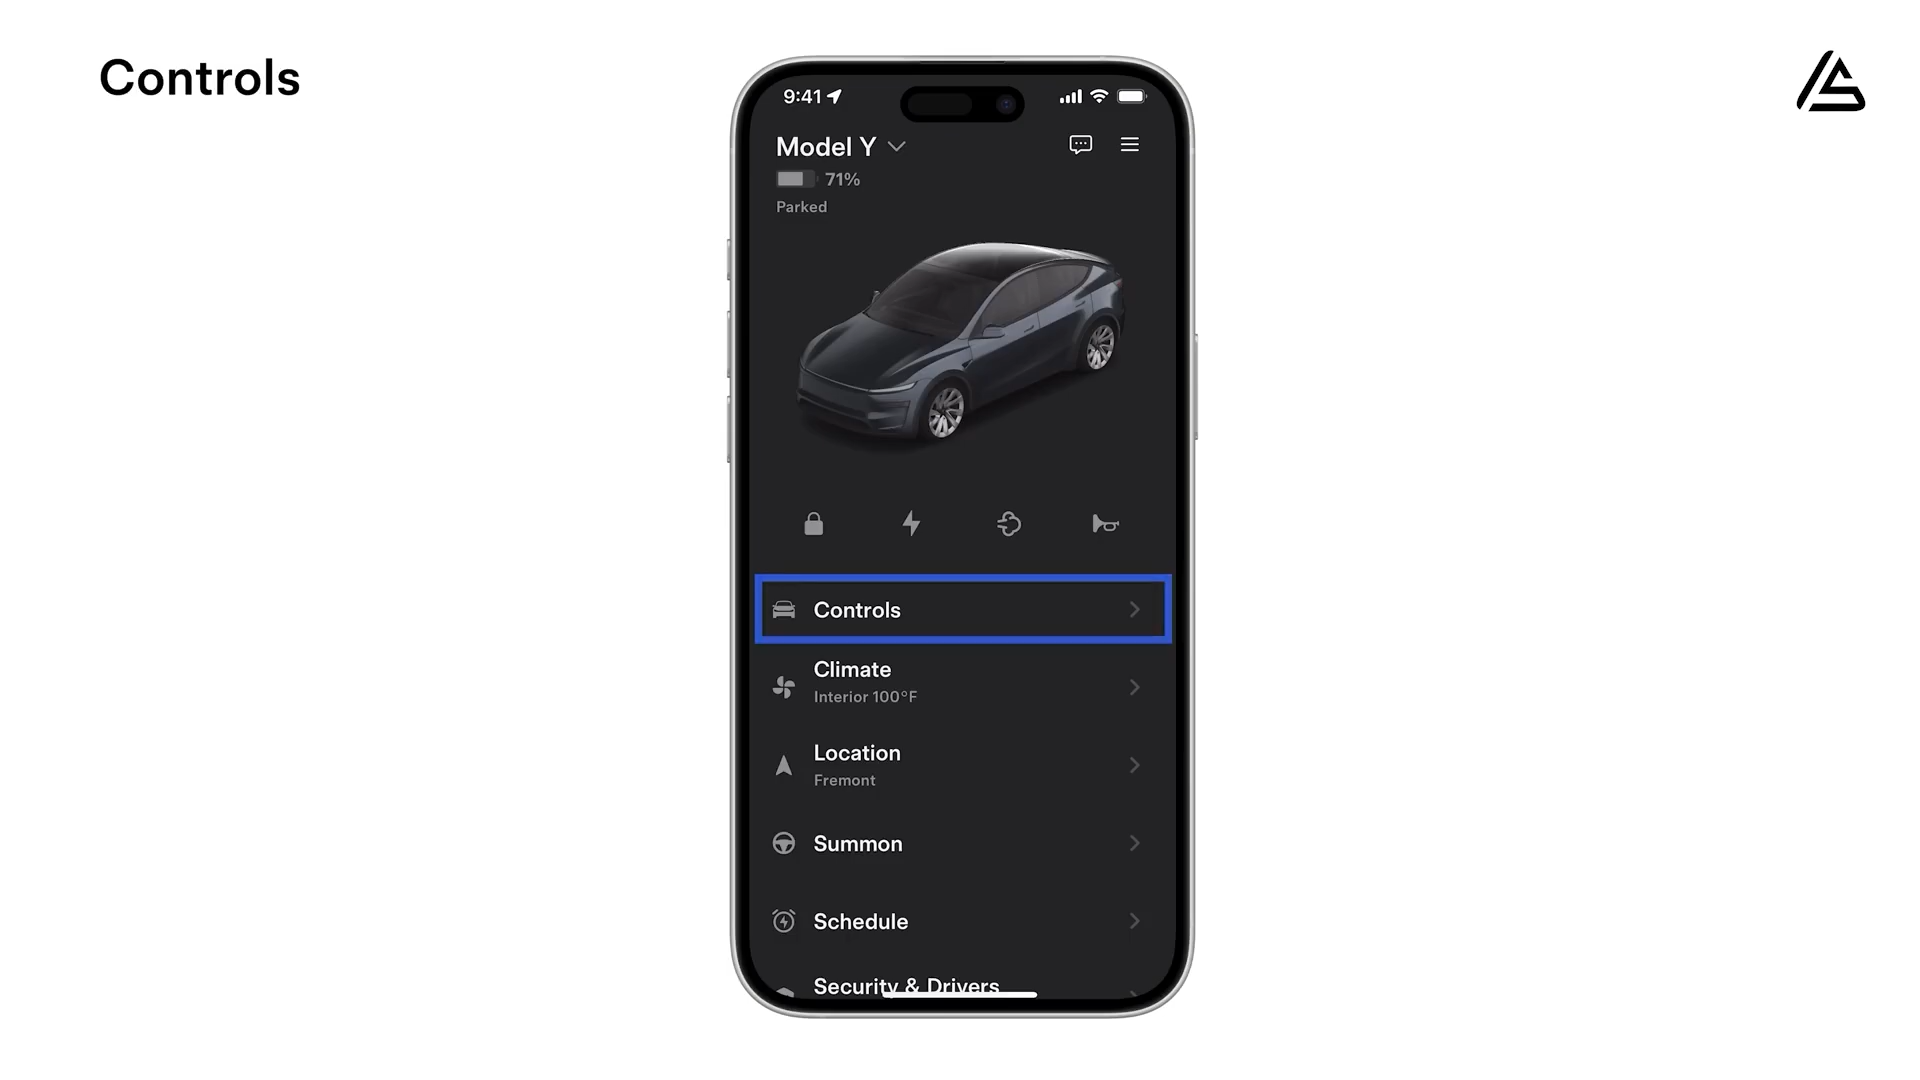 Controls
9:41
Model Y
71%
Parked
Controls
Climate
Interior 100°F
Location
Fremont
Summon
Schedule
Security & Drivers